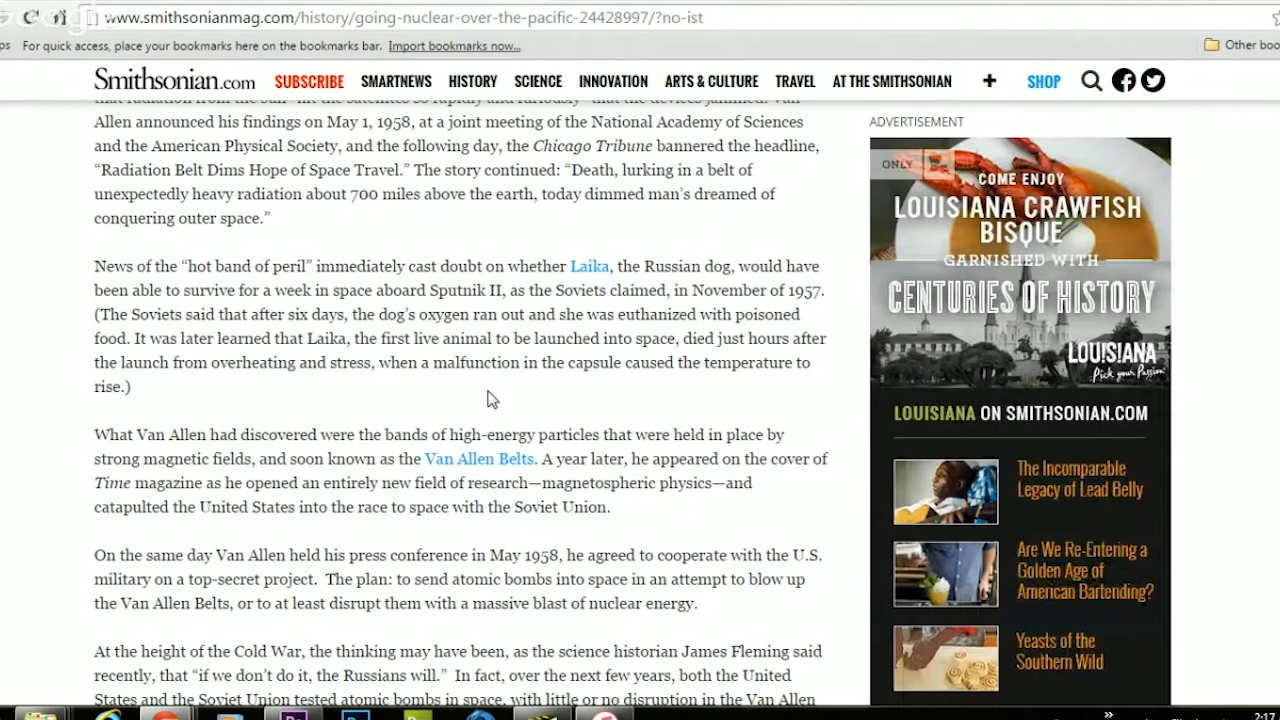 www.smithsonianmag.com/history/going-nuclear-over-the-pacific-24428997/?no-ist
For quick access, place your bookmarks here on the bookmarks bar. Import bookmarks now...
Other boo
Smithsonian.com SUBSCRIBE SMARTNEWS HISTORY SCIENCE INNOVATION ARTS & CULTURE TRAVEL AT THE SMITHSONIAN + SHOP
that radiation from the sun—hit the satellites so rapidly and furiously—that the devices jammed. Van
Allen announced his findings on May 1, 1958, at a joint meeting of the National Academy of Sciences
and the American Physical Society, and the following day, the Chicago Tribune bannered the headline,
“Radiation Belt Dims Hope of Space Travel.” The story continued: “Death, lurking in a belt of
unexpectedly heavy radiation about 700 miles above the earth, today dimmed man’s dreamed of
conquering outer space.”
News of the “hot band of peril” immediately cast doubt on whether Laika, the Russian dog, would have
been able to survive for a week in space aboard Sputnik II, as the Soviets claimed, in November of 1957.
(The Soviets said that after six days, the dog’s oxygen ran out and she was euthanized with poisoned
food. It was later learned that Laika, the first live animal to be launched into space, died just hours after
the launch from overheating and stress, when a malfunction in the capsule caused the temperature to
rise.)
What Van Allen had discovered were the bands of high-energy particles that were held in place by
strong magnetic fields, and soon known as the Van Allen Belts. A year later, he appeared on the cover of
Time magazine as he opened an entirely new field of research—magnetospheric physics—and
catapulted the United States into the race to space with the Soviet Union.
On the same day Van Allen held his press conference in May 1958, he agreed to cooperate with the U.S.
military on a top-secret project. The plan: to send atomic bombs into space in an attempt to blow up
the Van Allen Belts, or to at least disrupt them with a massive blast of nuclear energy.
At the height of the Cold War, the thinking may have been, as the science historian James Fleming said
recently, that “if we don’t do it, the Russians will.” In fact, over the next few years, both the United
States and the Soviet Union tested atomic bombs in space, with little or no disruption in the Van Allen
ADVERTISEMENT
ONLY
COME ENJOY
LOUISIANA CRAWFISH
BISQUE
GARNISHED WITH
CENTURIES OF HISTORY
LOUISIANA
Pick your Passion
LOUISIANA ON SMITHSONIAN.COM
The Incomparable
Legacy of Lead Belly
Are We Re-Entering a
Golden Age of
American Bartending?
Yeasts of the
Southern Wild
2:17